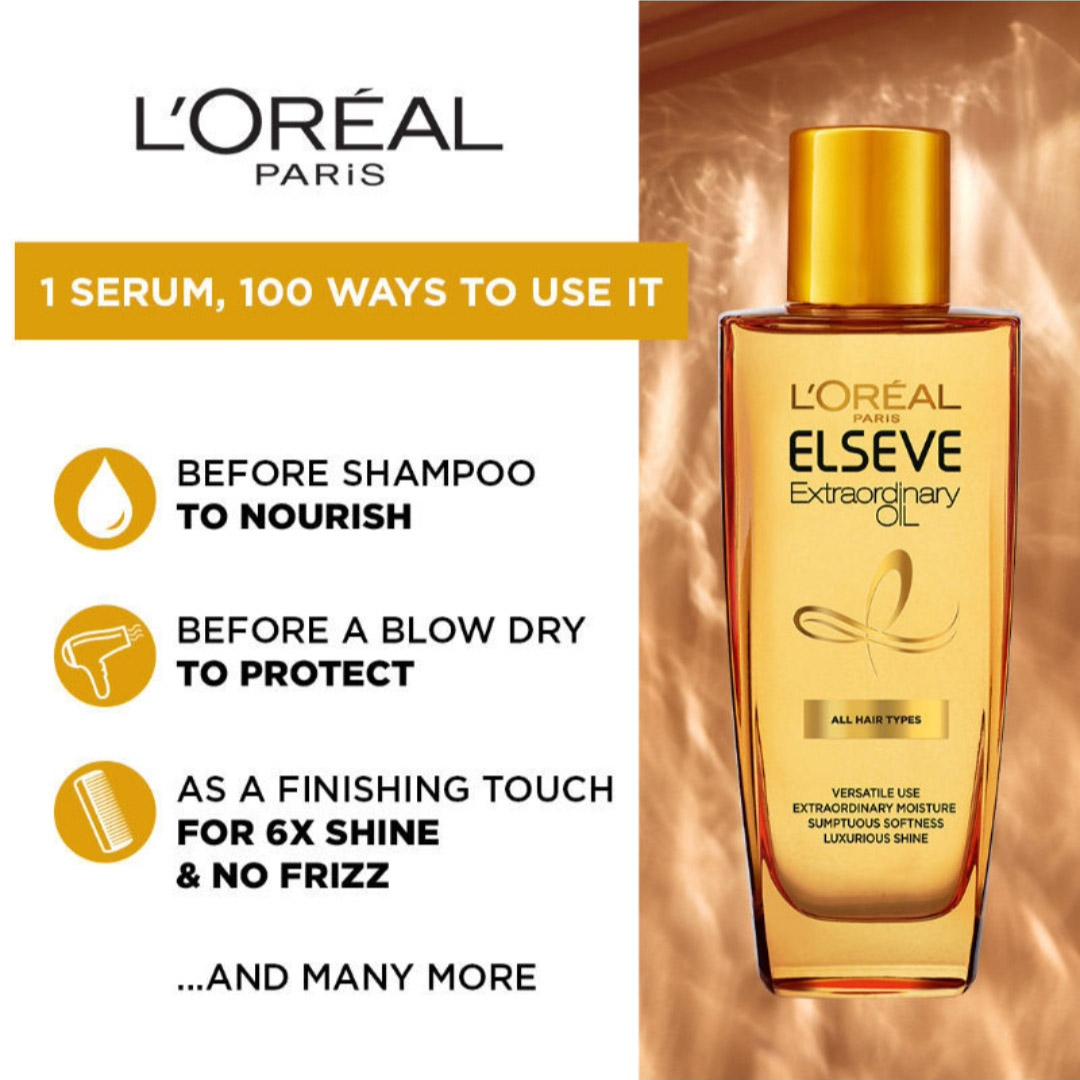 L'ORÉAL
PARiS
1 SERUM, 100 WAYS TO USE IT
BEFORE SHAMPOO
TO NOURISH
BEFORE A BLOW DRY
TO PROTECT
AS A FINISHING TOUCH
FOR 6X SHINE
& NO FRIZZ
...AND MANY MORE
L'ORÉAL
PARIS
ELSEVE
Extraordinary
OIL
ALL HAIR TYPES
VERSATILE USE
EXTRAORDINARY MOISTURE
SUMPTUOUS SOFTNESS
LUXURIOUS SHINE